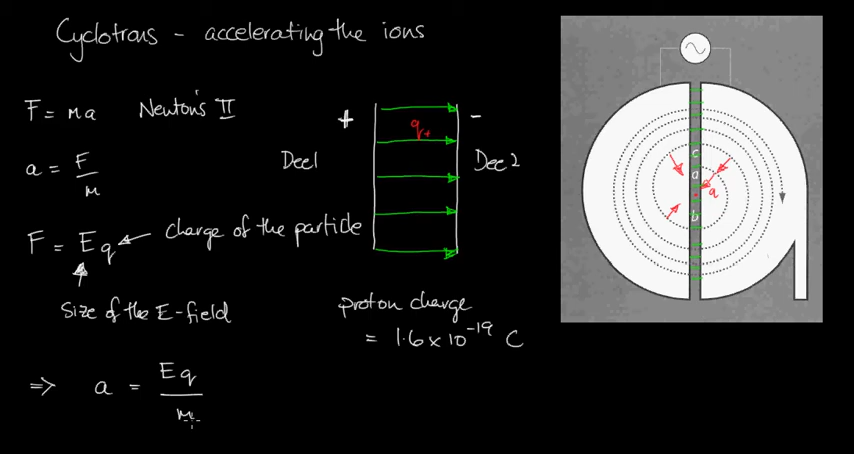 Cyclotrons - accelerating the ions
F = ma Newton's II
a = F/m
F = Eq ← charge of the particle
size of the E-field
⇒ a = Eq/m
+ -
q+
Dee1 Dee 2
proton charge
= 1.6 x 10⁻¹⁹ C
c
a
q
b